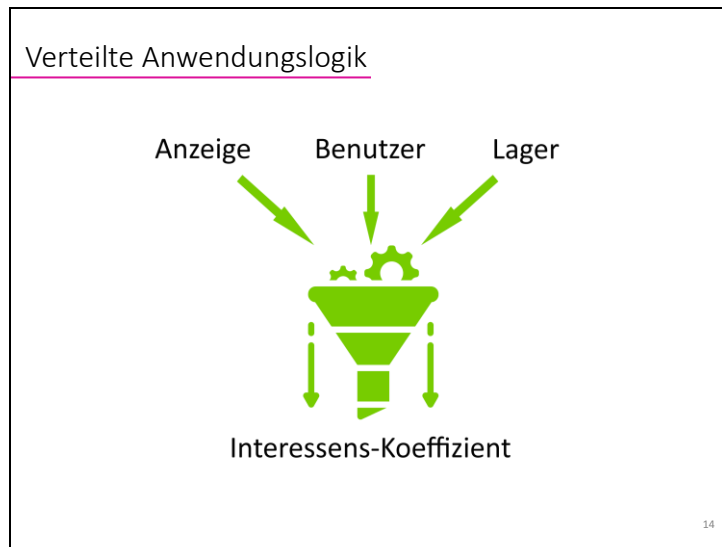 Verteilte Anwendungslogik
Anzeige Benutzer Lager
Interessens-Koeffizient
14